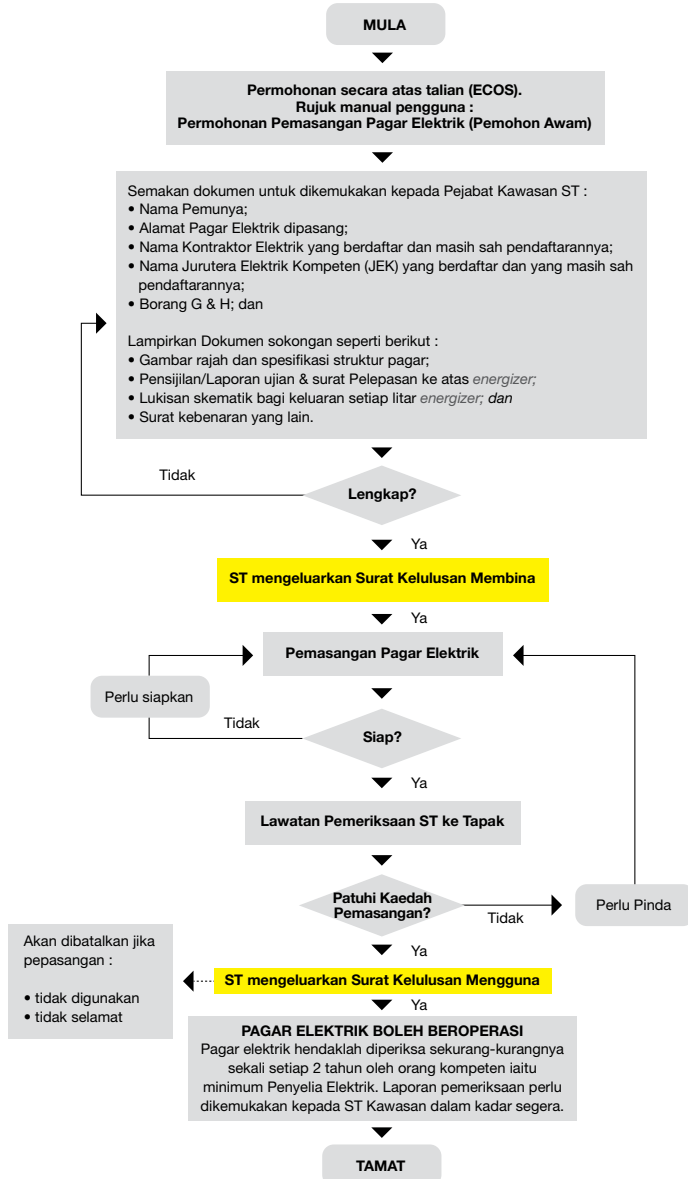 MULA
Permohonan secara atas talian (ECOS).
Rujuk manual pengguna :
Permohonan Pemasangan Pagar Elektrik (Pemohon Awam)
Semakan dokumen untuk dikemukakan kepada Pejabat Kawasan ST :
• Nama Pemunya;
• Alamat Pagar Elektrik dipasang;
• Nama Kontraktor Elektrik yang berdaftar dan masih sah pendaftarannya;
• Nama Jurutera Elektrik Kompeten (JEK) yang berdaftar dan yang masih sah
pendaftarannya;
• Borang G & H; dan
Lampirkan Dokumen sokongan seperti berikut :
• Gambar rajah dan spesifikasi struktur pagar;
• Pensijilan/Laporan ujian & surat Pelepasan ke atas energizer;
• Lukisan skematik bagi keluaran setiap litar energizer; dan
• Surat kebenaran yang lain.
Tidak
Lengkap?
Ya
ST mengeluarkan Surat Kelulusan Membina
Ya
Pemasangan Pagar Elektrik
Perlu siapkan
Tidak
Siap?
Ya
Lawatan Pemeriksaan ST ke Tapak
Patuhi Kaedah
Pemasangan?
Tidak
Perlu Pinda
Ya
Akan dibatalkan jika
pepasangan :
• tidak digunakan
• tidak selamat
ST mengeluarkan Surat Kelulusan Mengguna
Ya
PAGAR ELEKTRIK BOLEH BEROPERASI
Pagar elektrik hendaklah diperiksa sekurang-kurangnya
sekali setiap 2 tahun oleh orang kompeten iaitu
minimum Penyelia Elektrik. Laporan pemeriksaan perlu
dikemukakan kepada ST Kawasan dalam kadar segera.
TAMAT